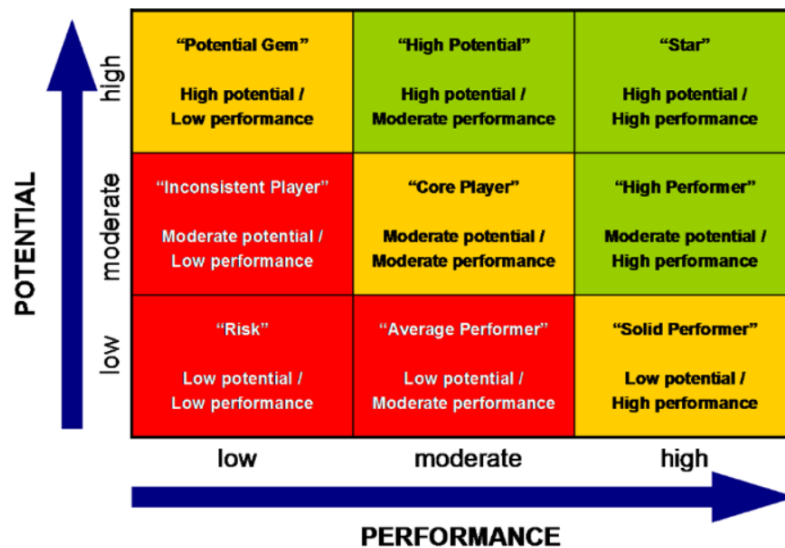 POTENTIAL
high
“Potential Gem”
High potential /
Low performance
“High Potential”
High potential /
Moderate performance
“Star”
High potential /
High performance
moderate
“Inconsistent Player”
Moderate potential /
Low performance
“Core Player”
Moderate potential /
Moderate performance
“High Performer”
Moderate potential /
High performance
low
“Risk”
Low potential /
Low performance
“Average Performer”
Low potential /
Moderate performance
“Solid Performer”
Low potential /
High performance
low
moderate
high
PERFORMANCE